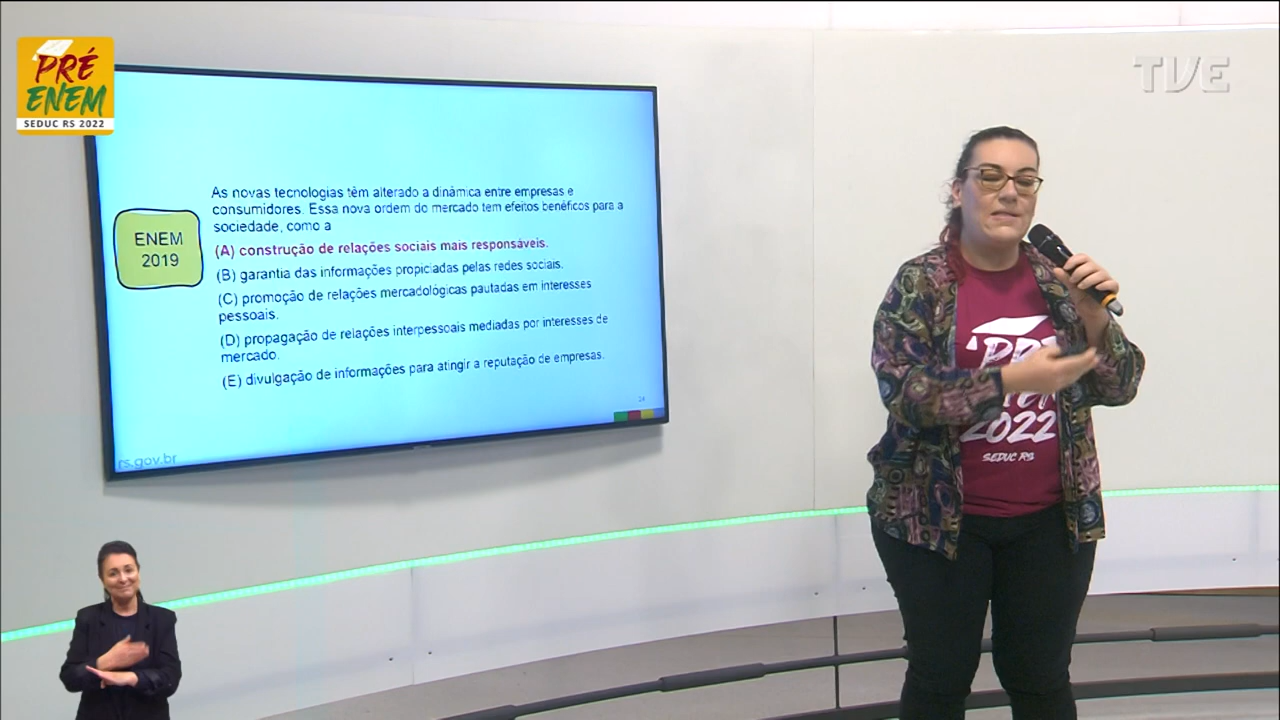 PRÉ
ENEM
SEDUC RS 2022
TVE
As novas tecnologias têm alterado a dinâmica entre empresas e
consumidores. Essa nova ordem do mercado tem efeitos benéficos para a
sociedade, como a
ENEM
2019
(A) construção de relações sociais mais responsáveis.
(B) garantia das informações propiciadas pelas redes sociais.
(C) promoção de relações mercadológicas pautadas em interesses
pessoais.
(D) propagação de relações interpessoais mediadas por interesses de
mercado.
(E) divulgação de informações para atingir a reputação de empresas.
rs.gov.br
2022
SEDUC RS